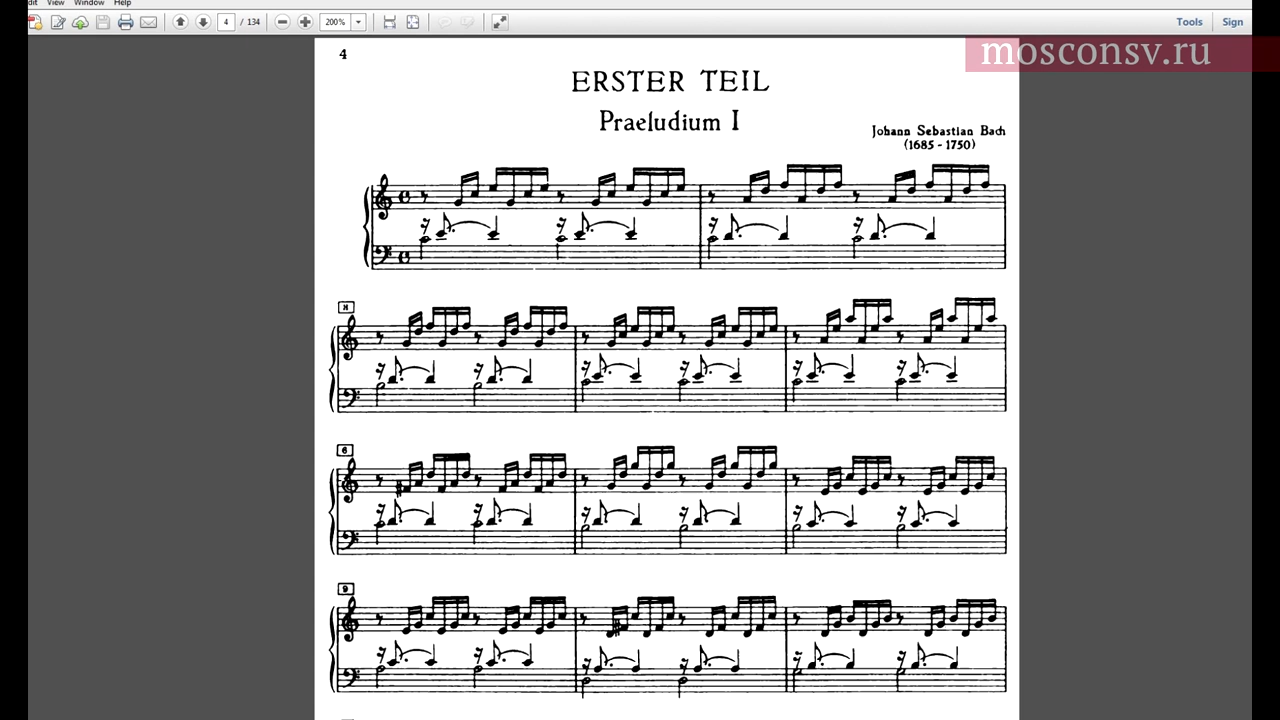 dit View Window Help
4 / 134 200% Tools Sign
mosconsv.ru
4
ERSTER TEIL
Praeludium I
Johann Sebastian Bach
(1685 - 1750)
6
9